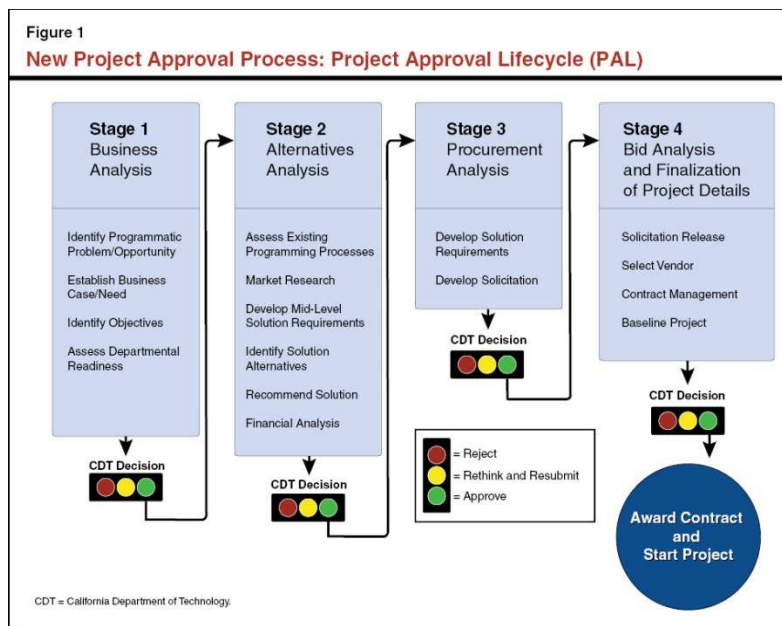 Figure 1
New Project Approval Process: Project Approval Lifecycle (PAL)
Stage 1
Business
Analysis
Identify Programmatic
Problem/Opportunity
Establish Business
Case/Need
Identify Objectives
Assess Departmental
Readiness
CDT Decision
Stage 2
Alternatives
Analysis
Assess Existing
Programming Processes
Market Research
Develop Mid-Level
Solution Requirements
Identify Solution
Alternatives
Recommend Solution
Financial Analysis
CDT Decision
Stage 3
Procurement
Analysis
Develop Solution
Requirements
Develop Solicitation
CDT Decision
Stage 4
Bid Analysis
and Finalization
of Project Details
Solicitation Release
Select Vendor
Contract Management
Baseline Project
CDT Decision
= Reject
= Rethink and Resubmit
= Approve
Award Contract
and
Start Project
CDT = California Department of Technology.